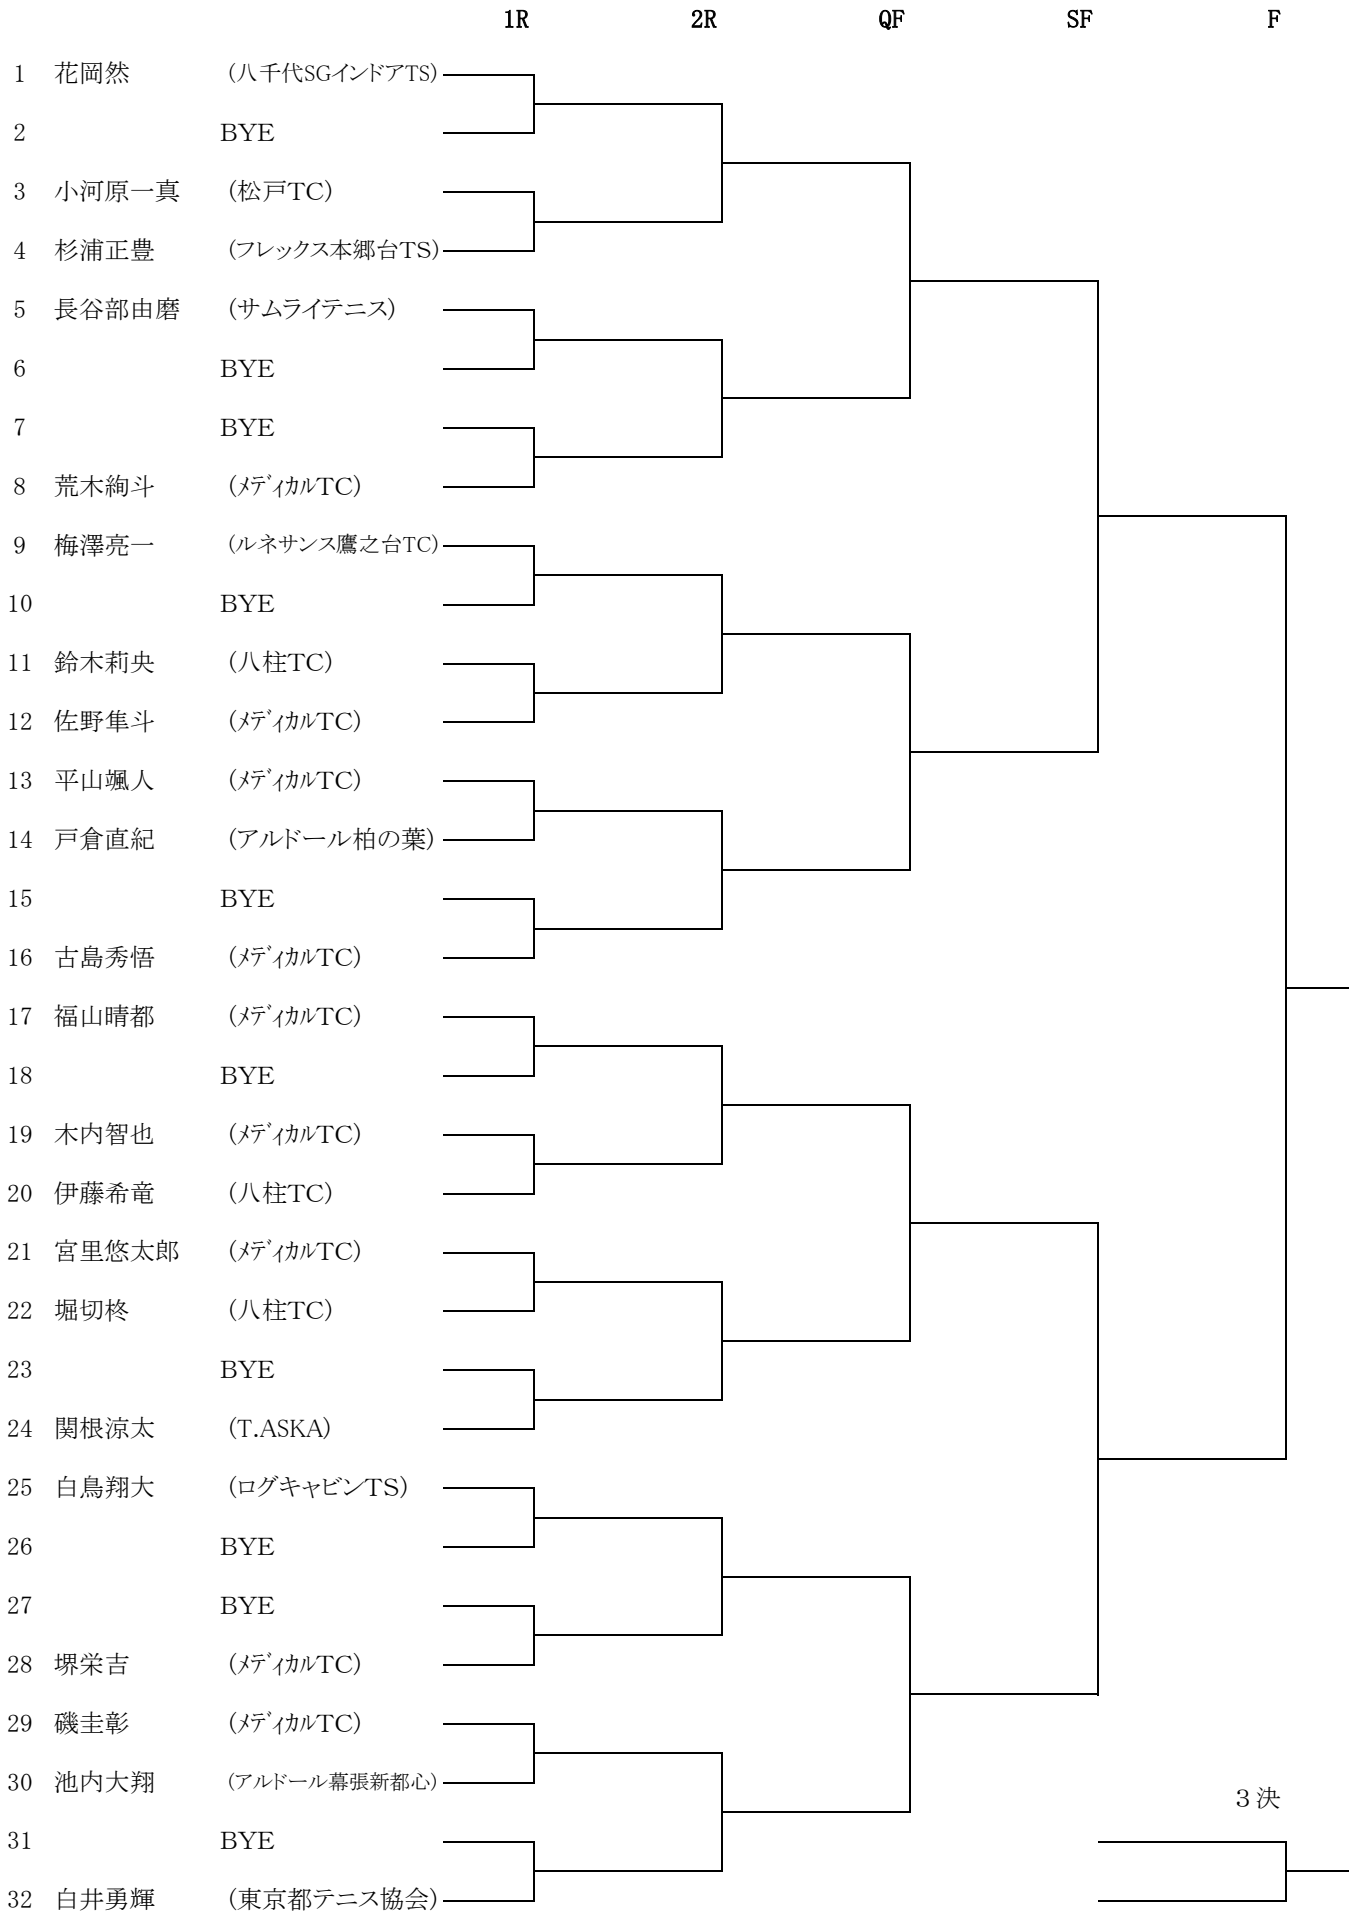 1R 2R QF SF F
1 花岡然 (八千代SGインドアTS)
2 BYE
3 小河原一真 (松戸TC)
4 杉浦正豊 (フレックス本郷台TS)
5 長谷部由磨 (サムライテニス)
6 BYE
7 BYE
8 荒木絢斗 (ﾒﾃﾞｨｶﾙTC)
9 梅澤亮一 (ルネサンス鷹之台TC)
10 BYE
11 鈴木莉央 (八柱TC)
12 佐野隼斗 (ﾒﾃﾞｨｶﾙTC)
13 平山颯人 (ﾒﾃﾞｨｶﾙTC)
14 戸倉直紀 (アルドール柏の葉)
15 BYE
16 古島秀悟 (ﾒﾃﾞｨｶﾙTC)
17 福山晴都 (ﾒﾃﾞｨｶﾙTC)
18 BYE
19 木内智也 (ﾒﾃﾞｨｶﾙTC)
20 伊藤希竜 (八柱TC)
21 宮里悠太郎 (ﾒﾃﾞｨｶﾙTC)
22 堀切柊 (八柱TC)
23 BYE
24 関根涼太 (T.ASKA)
25 白鳥翔大 (ログキャビンTS)
26 BYE
27 BYE
28 堺栄吉 (ﾒﾃﾞｨｶﾙTC)
29 磯圭彰 (ﾒﾃﾞｨｶﾙTC)
30 池内大翔 (アルドール幕張新都心)
３決
31 BYE
32 白井勇輝 (東京都テニス協会)